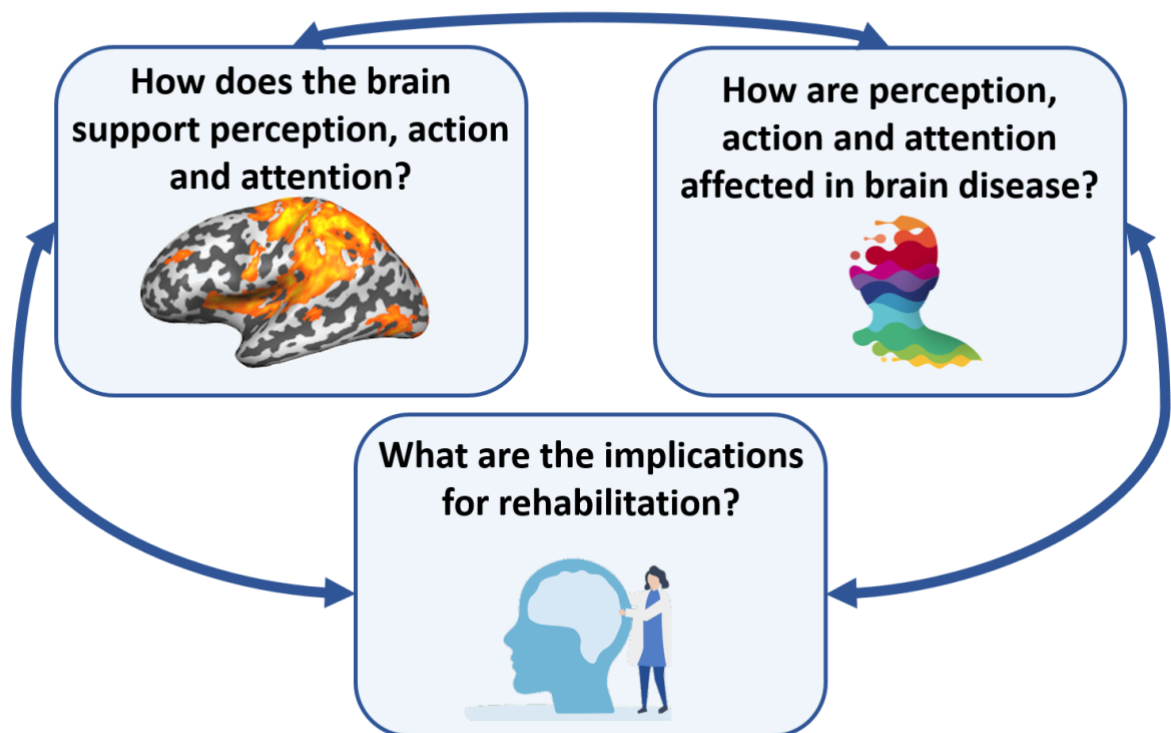 How does the brain
support perception, action
and attention?
How are perception,
action and attention
affected in brain disease?
What are the implications
for rehabilitation?